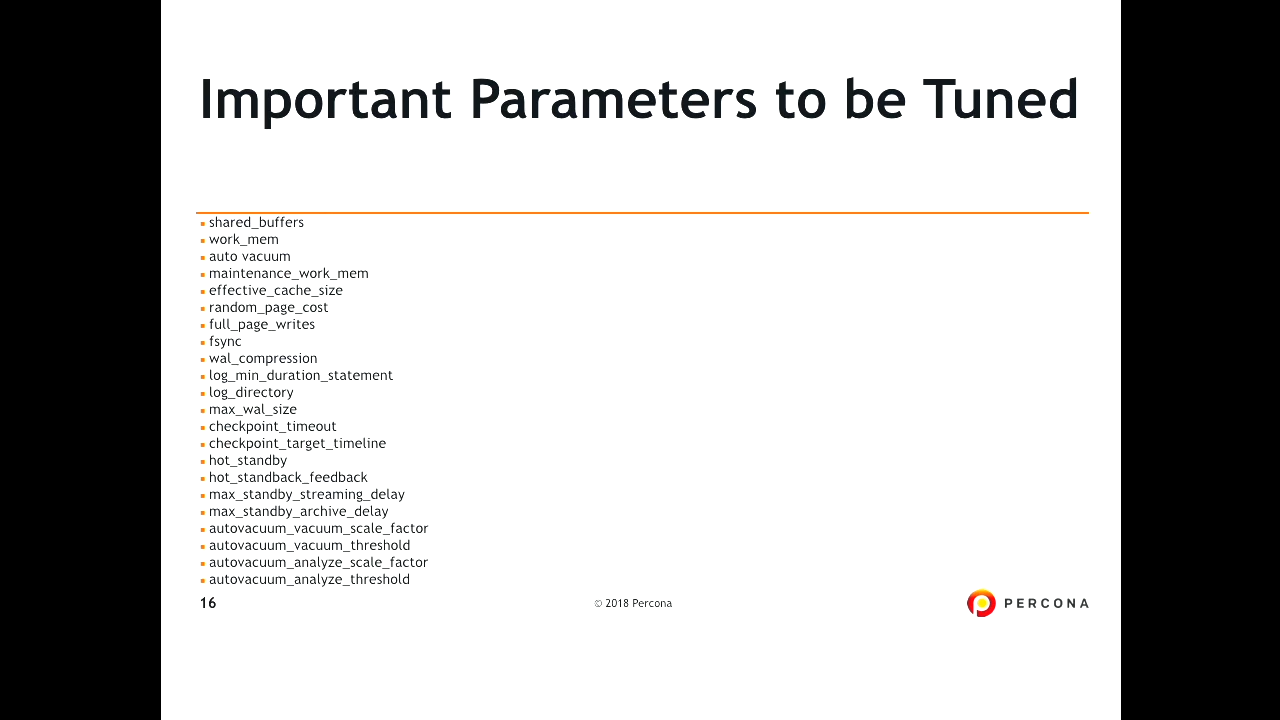 Important Parameters to be Tuned
shared_buffers
work_mem
auto vacuum
maintenance_work_mem
effective_cache_size
random_page_cost
full_page_writes
fsync
wal_compression
log_min_duration_statement
log_directory
max_wal_size
checkpoint_timeout
checkpoint_target_timeline
hot_standby
hot_standback_feedback
max_standby_streaming_delay
max_standby_archive_delay
autovacuum_vacuum_scale_factor
autovacuum_vacuum_threshold
autovacuum_analyze_scale_factor
autovacuum_analyze_threshold
16
© 2018 Percona
PERCONA